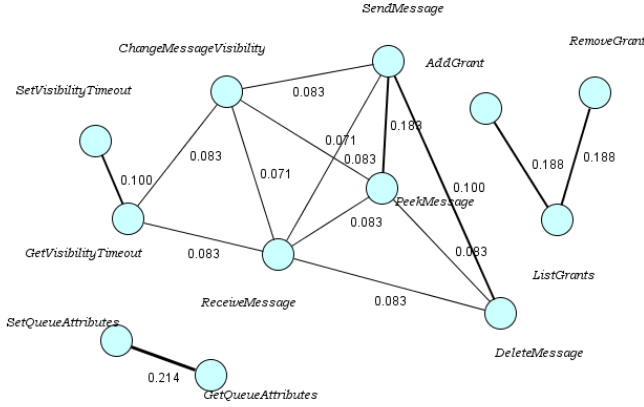 SendMessage
RemoveGrant
ChangeMessageVisibility
AddGrant
SetVisibilityTimeout
0.083
0.183
0.071
0.083
0.083
0.188
0.188
0.100
0.071
0.100
PeekMessage
0.083
GetVisibilityTimeout
0.083
0.083
ListGrants
ReceiveMessage
0.083
SetQueueAttributes
DeleteMessage
0.214
GetQueueAttributes